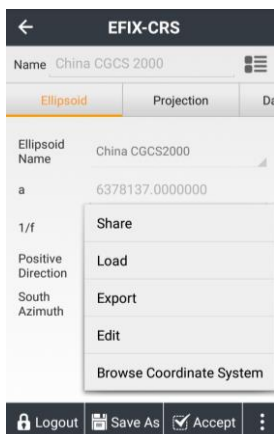 EFIX-CRS
Name China CGCS 2000
Ellipsoid Projection Da
Ellipsoid Name China CGCS2000
a 6378137.0000000
1/f
Positive Direction
South Azimuth
Share
Load
Export
Edit
Browse Coordinate System
Logout Save As Accept